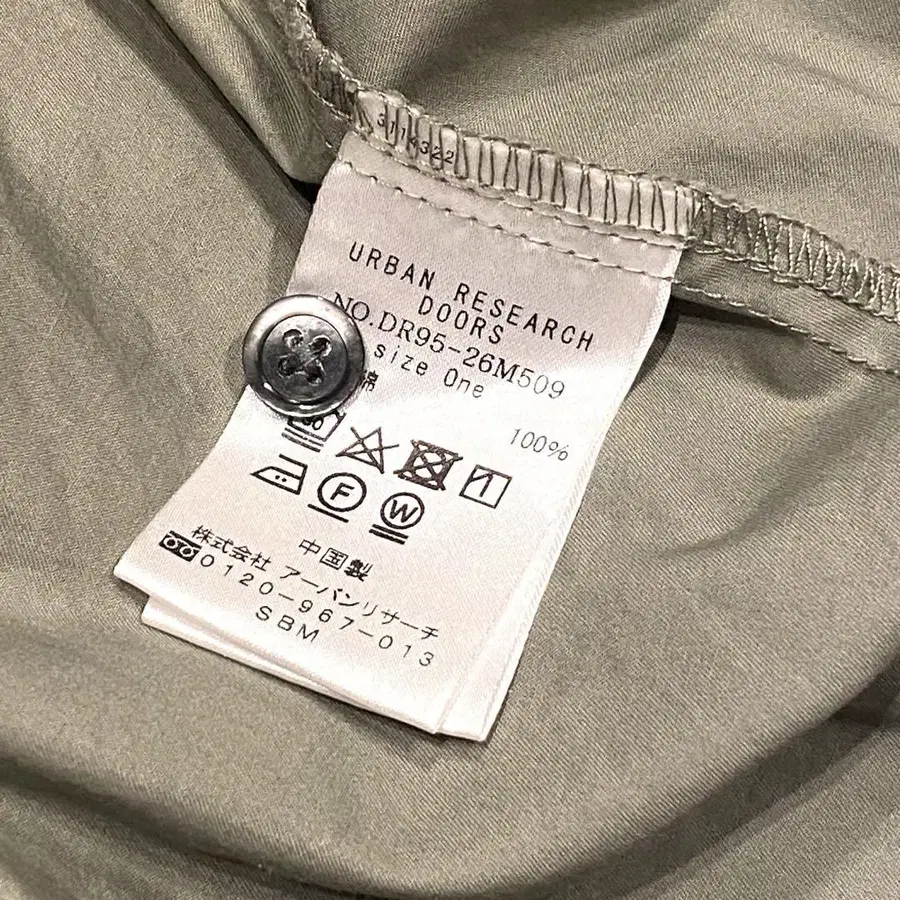 URBAN RESEARCH
DOORS
NO.DR95-26M509
size One
綿 100%
F W
中国製
株式会社 アーバンリサーチ
0120-967-013
SBM